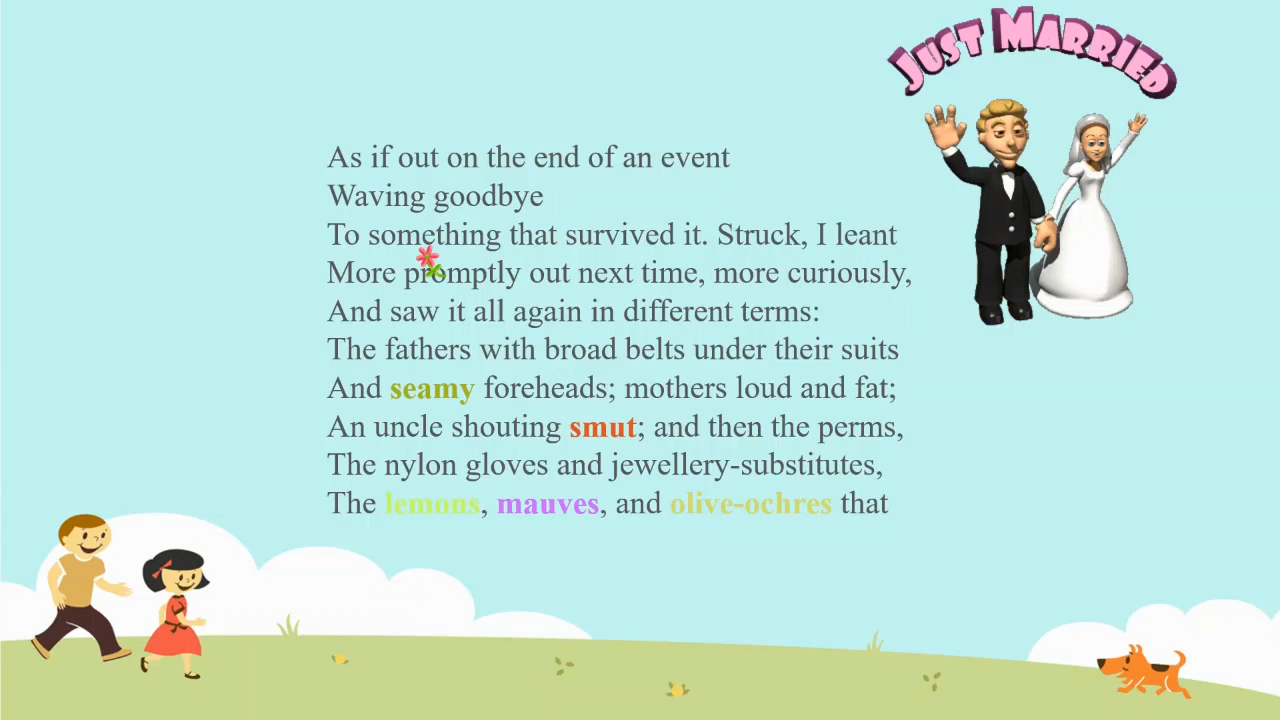 Just Married
As if out on the end of an event
Waving goodbye
To something that survived it. Struck, I leant
More promptly out next time, more curiously,
And saw it all again in different terms:
The fathers with broad belts under their suits
And seamy foreheads; mothers loud and fat;
An uncle shouting smut; and then the perms,
The nylon gloves and jewellery-substitutes,
The lemons, mauves, and olive-ochres that